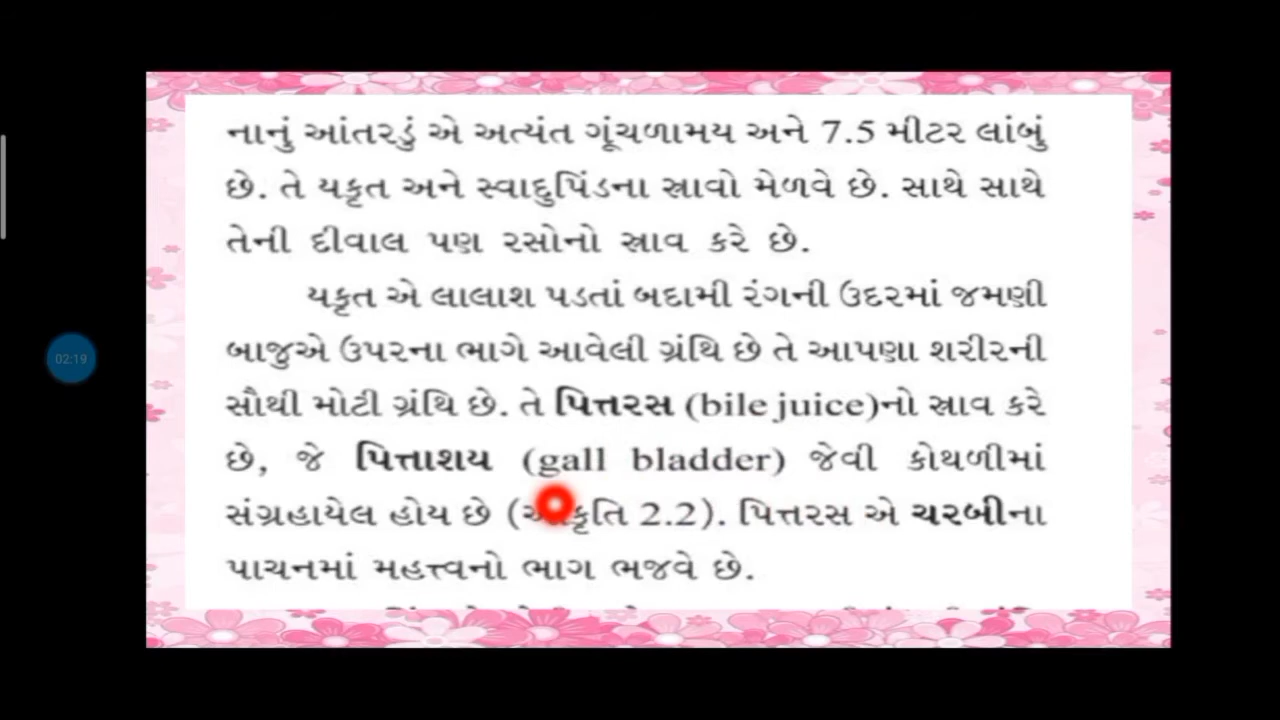 નાનું આંતરડું એ અત્યંત ગૂંચળામય અને 7.5 મીટર લાંબું
છે. તે યકૃત અને સ્વાદુપિંડના સ્રાવો મેળવે છે. સાથે સાથે
તેની દીવાલ પણ રસોનો સ્રાવ કરે છે.
યકૃત એ લાલાશ પડતાં બદામી રંગની ઉદરમાં જમણી
બાજુએ ઉપરના ભાગે આવેલી ગ્રંથિ છે તે આપણા શરીરની
સૌથી મોટી ગ્રંથિ છે. તે પિત્તરસ (bile juice)નો સ્રાવ કરે
છે, જે પિત્તાશય (gall bladder) જેવી કોથળીમાં
સંગ્રહાયેલ હોય છે (આકૃતિ 2.2). પિત્તરસ એ ચરબીના
પાચનમાં મહત્ત્વનો ભાગ ભજવે છે.
02:19